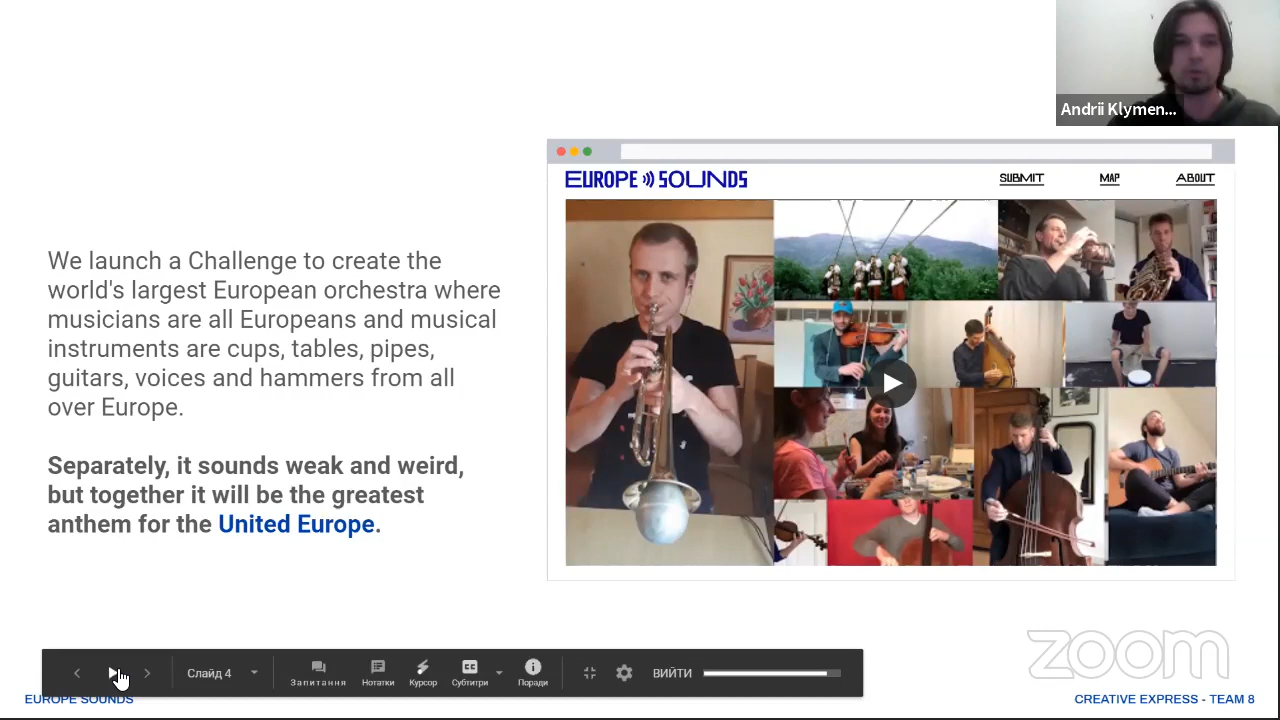 Andrii Klymen...
EUROPE SOUNDS
SUBMIT MAP ABOUT
We launch a Challenge to create the
world's largest European orchestra where
musicians are all Europeans and musical
instruments are cups, tables, pipes,
guitars, voices and hammers from all
over Europe.
Separately, it sounds weak and weird,
but together it will be the greatest
anthem for the United Europe.
zoom
Слайд 4
Запитання
Нотатки
Курсор
Субтитри
Поради
ВИЙТИ
EUROPE SOUNDS
CREATIVE EXPRESS - TEAM 8